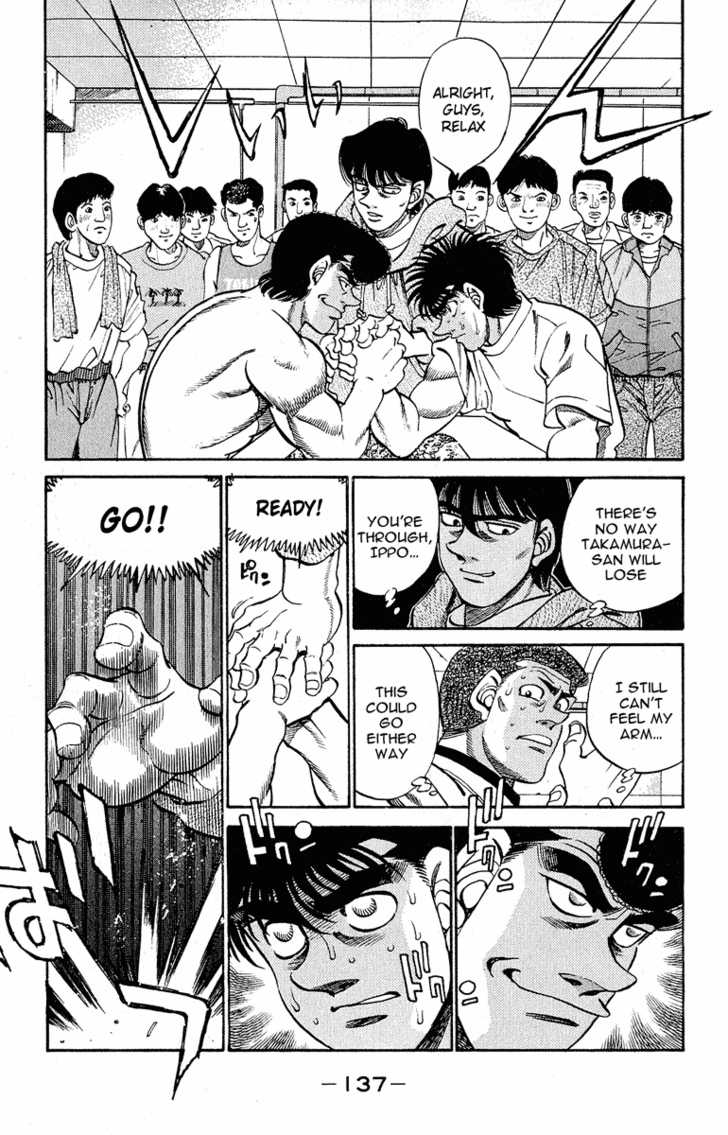 ALRIGHT,
GUYS,
RELAX
THERE'S
NO WAY
TAKAMURA-
SAN WILL
LOSE
YOU'RE
THROUGH,
IPPO...
I STILL
CAN'T
FEEL MY
ARM...
THIS
COULD
GO
EITHER
WAY
READY!
GO!!
－137－